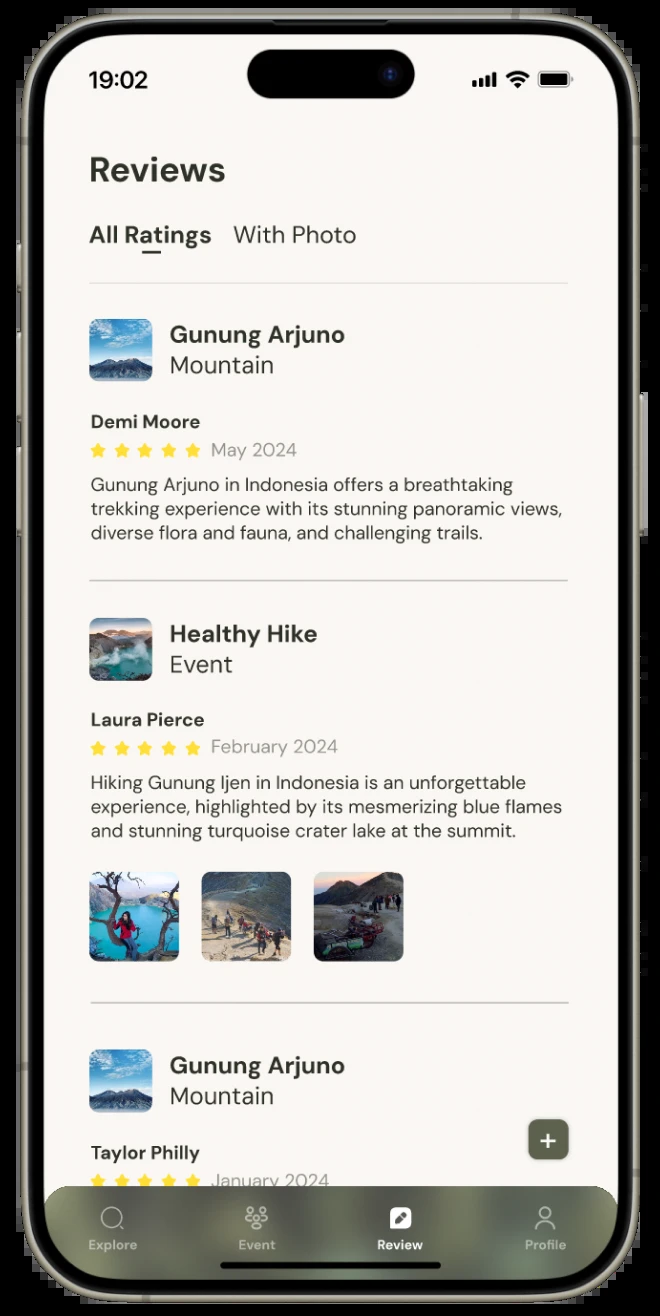 19:02
Reviews
All Ratings With Photo
Gunung Arjuno
Mountain
Demi Moore
May 2024
Gunung Arjuno in Indonesia offers a breathtaking
trekking experience with its stunning panoramic views,
diverse flora and fauna, and challenging trails.
Healthy Hike
Event
Laura Pierce
February 2024
Hiking Gunung Ijen in Indonesia is an unforgettable
experience, highlighted by its mesmerizing blue flames
and stunning turquoise crater lake at the summit.
Gunung Arjuno
Mountain
+
Taylor Philly
January 2024
Explore Event Review Profile